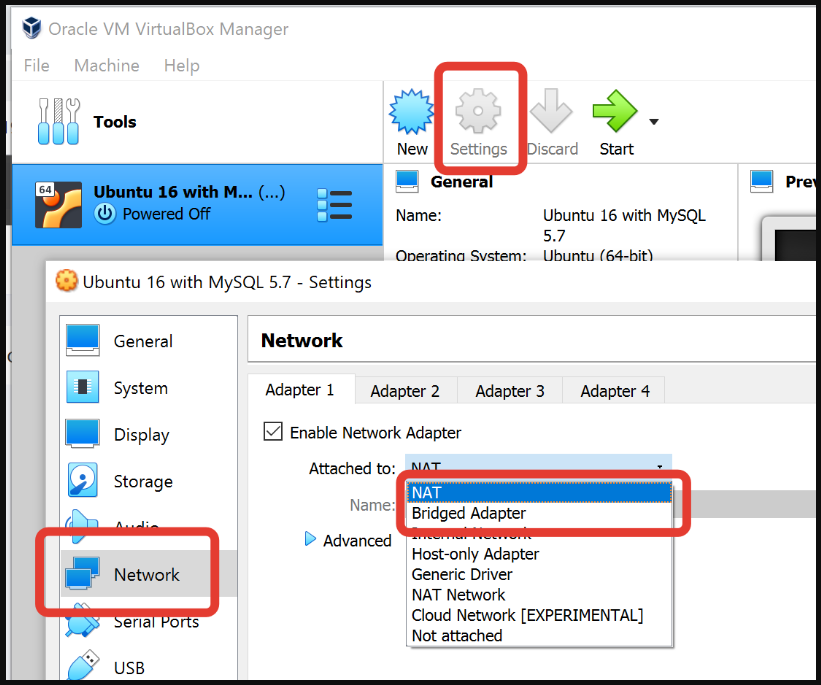 Oracle VM VirtualBox Manager
File Machine Help
Tools
New Settings Discard Start
64
Ubuntu 16 with M... (...)
Powered Off
General
Name: Ubuntu 16 with MySQL
5.7
Operating System: Ubuntu (64-bit)
Prev
Ubuntu 16 with MySQL 5.7 - Settings
General
System
Display
Storage
Audio
Network
Serial Ports
USB
Network
Adapter 1 Adapter 2 Adapter 3 Adapter 4
Enable Network Adapter
Attached to: NAT
Name:
Advanced
NAT
Bridged Adapter
Internal Network
Host-only Adapter
Generic Driver
NAT Network
Cloud Network [EXPERIMENTAL]
Not attached